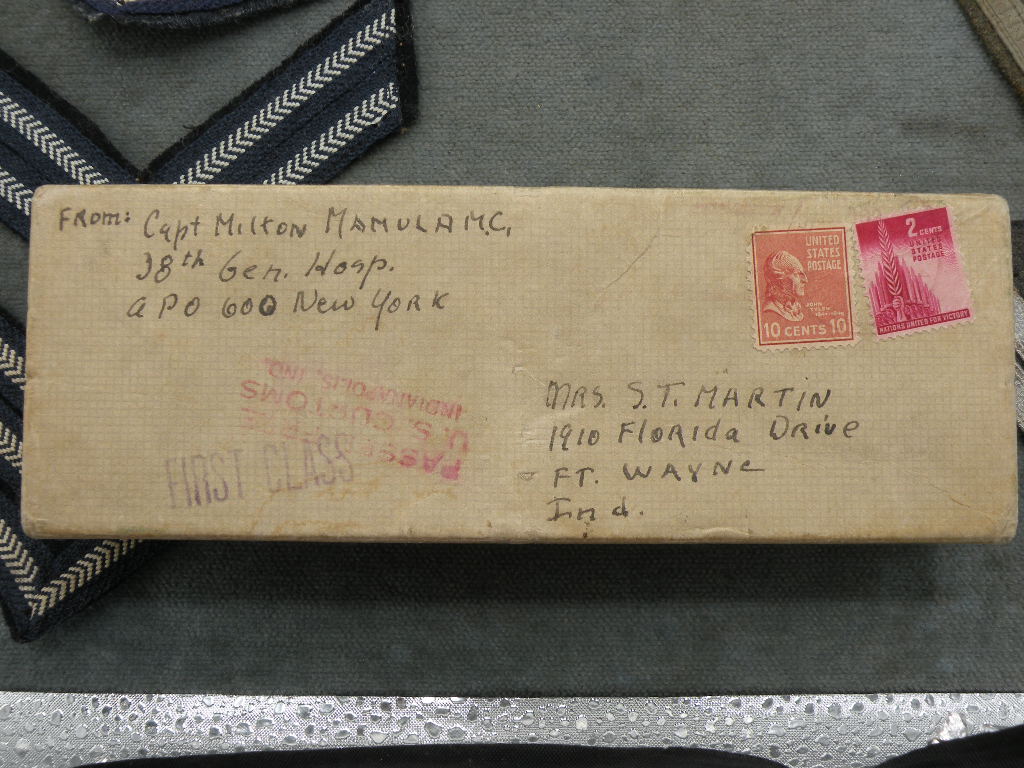 FROM: Capt MILTON MAMULA M.C.
38th Gen. Hosp.
APO 600 New York
UNITED
STATES
POSTAGE
JOHN
TYLER
10 CENTS 10
2 CENTS
UNITED
STATES
POSTAGE
NATIONS UNITED FOR VICTORY
MRS. S.T. MARTIN
1910 FLORIda DRive
FT. WAYNe
Ind.
PASSED FREE
U.S. CUSTOMS
INDIANAPOLIS, IND.
FIRST CLASS